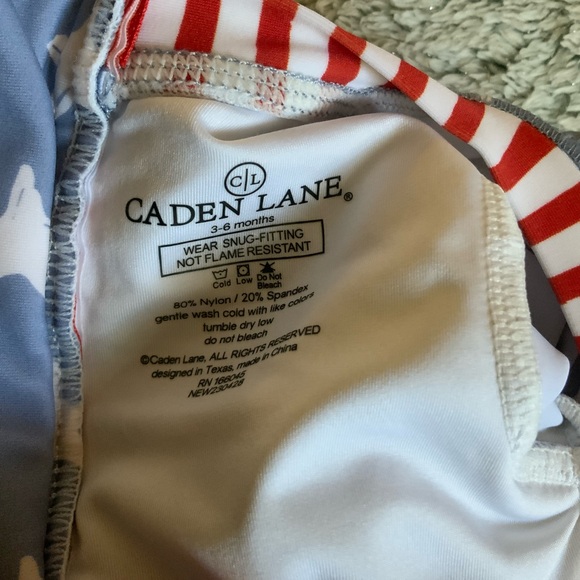 C|L
CADEN LANE®
3-6 months
WEAR SNUG-FITTING
NOT FLAME RESISTANT
Cold Low Do Not Bleach
80% Nylon / 20% Spandex
gentle wash cold with like colors
tumble dry low
do not bleach
©Caden Lane, ALL RIGHTS RESERVED
designed in Texas, made in China
RN 166045
NEW230428